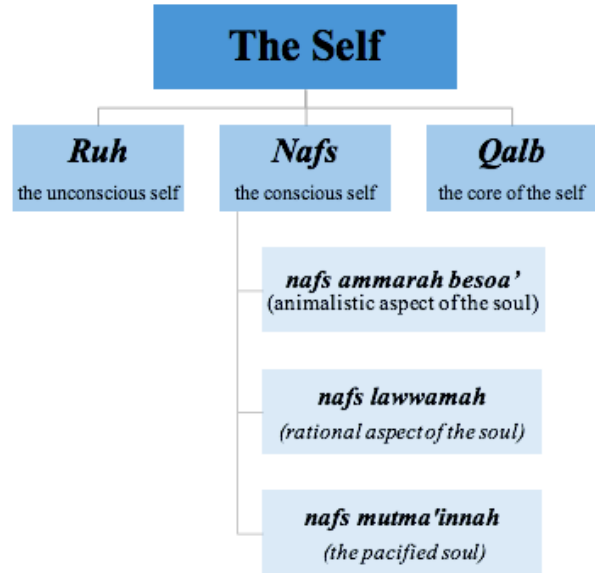 The Self
Ruh
the unconscious self
Nafs
the conscious self
Qalb
the core of the self
nafs ammarah besoa’
(animalistic aspect of the soul)
nafs lawwamah
(rational aspect of the soul)
nafs mutma'innah
(the pacified soul)